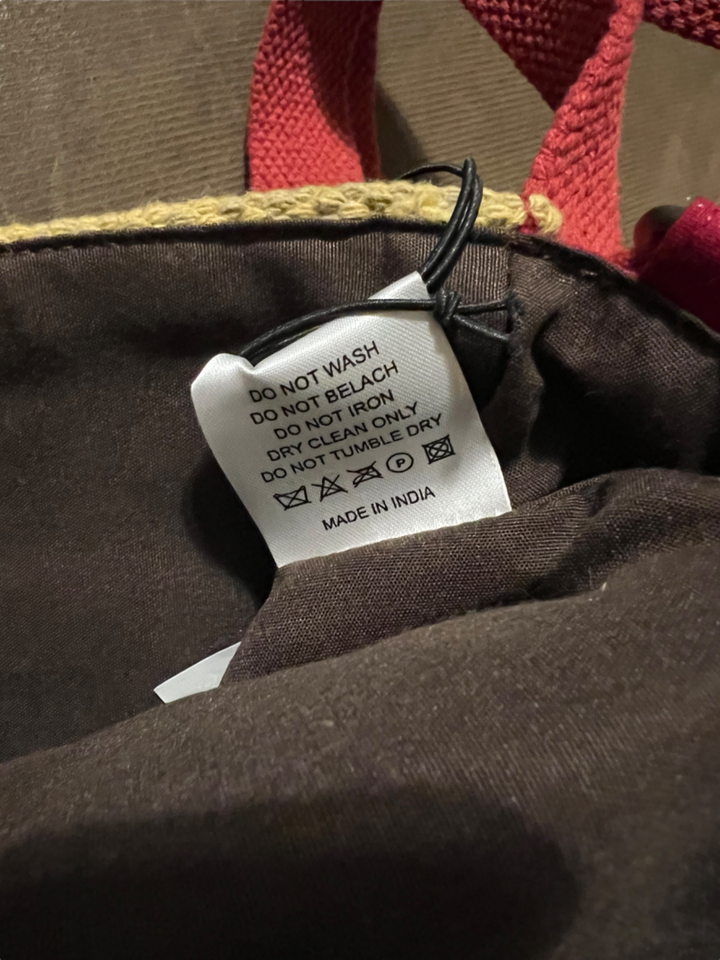 DO NOT WASH
DO NOT BELACH
DO NOT IRON
DRY CLEAN ONLY
DO NOT TUMBLE DRY
P
MADE IN INDIA